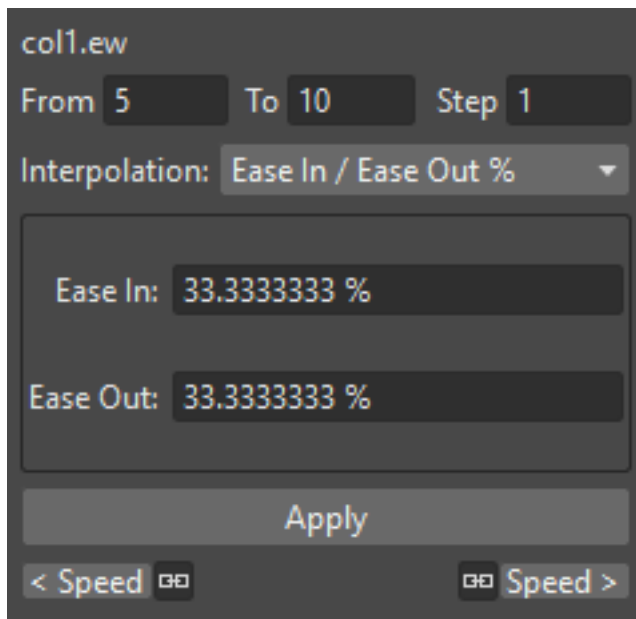 col1.ew
From 5 To 10 Step 1
Interpolation: Ease In / Ease Out %
Ease In: 33.3333333 %
Ease Out: 33.3333333 %
Apply
< Speed Speed >